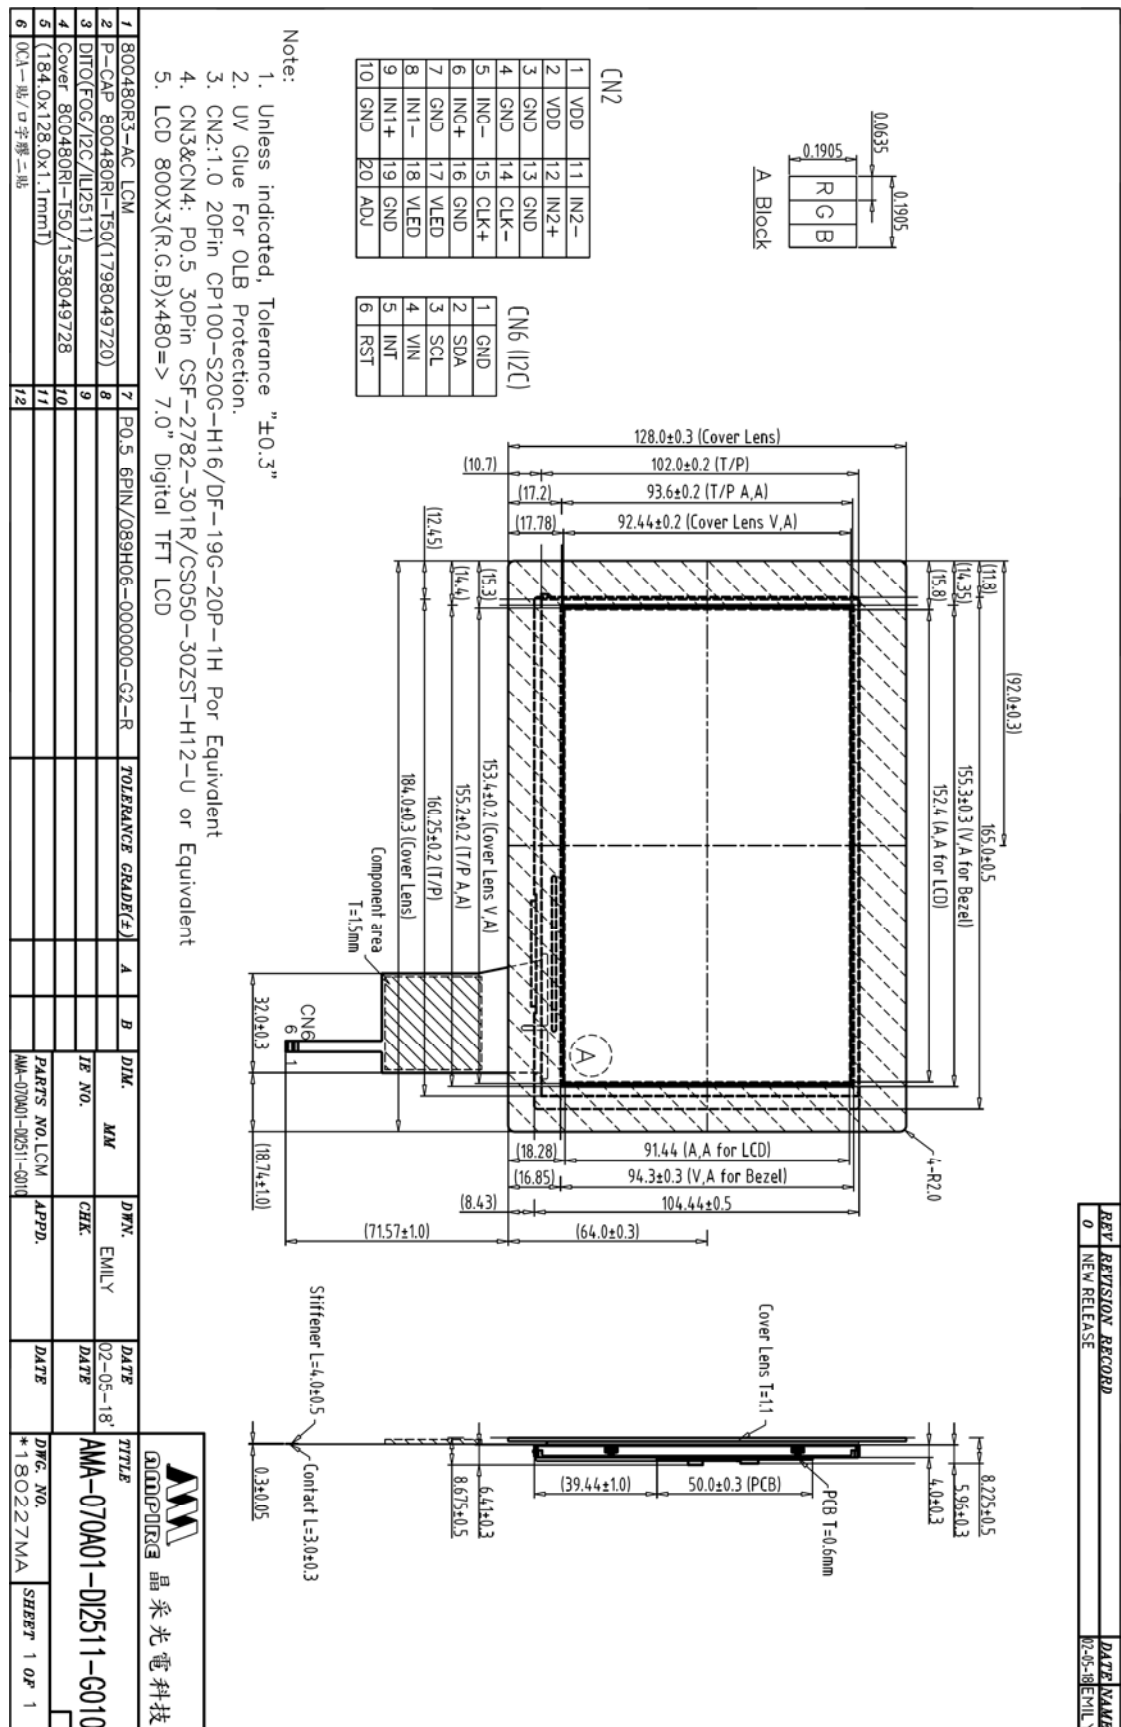 REV REVISION RECORD DATE NAME
0 NEW RELEASE 02-05-18 EMILY
0.0635
0.1905
0.1905
R G B
A Block
CN2
1 VDD 11 IN2-
2 VDD 12 IN2+
3 GND 13 GND
4 GND 14 CLK-
5 INC- 15 CLK+
6 INC+ 16 GND
7 GND 17 VLED
8 IN1- 18 VLED
9 IN1+ 19 GND
10 GND 20 ADJ
CN6 (I2C)
1 GND
2 SDA
3 SCL
4 VIN
5 INT
6 RST
(92.0±0.3)
165.0±0.5
(11.8)
155.3±0.3 (V,A for Bezel)
(14.35)
152.4 (A,A for LCD)
(15.8)
128.0±0.3 (Cover Lens)
102.0±0.2 (T/P)
(10.7)
93.6±0.2 (T/P A,A)
(17.2)
92.44±0.2 (Cover Lens V,A)
(17.78)
4-R2.0
A
91.44 (A,A for LCD)
(18.28)
94.3±0.3 (V,A for Bezel)
(16.85)
104.44±0.5
(8.43)
(64.0±0.3)
(71.57±1.0)
(15.3)
153.4±0.2 (Cover Lens V,A)
(14.4)
155.2±0.2 (T/P A,A)
(12.45)
160.25±0.2 (T/P)
184.0±0.3 (Cover Lens)
Component area
T=1.5mm
CN6
6 1
32.0±0.3
(18.74±1.0)
8.225±0.5
5.96±0.3
4.0±0.3
PCB T=0.6mm
Cover Lens T=1.1
50.0±0.3 (PCB)
(39.44±1.0)
6.41±0.3
8.675±0.5
Stiffener L=4.0±0.5
Contact L=3.0±0.3
0.3±0.05
Note:
1. Unless indicated, Tolerance "±0.3"
2. UV Glue For OLB Protection.
3. CN2:1.0 20Pin CP100-S20G-H16/DF-19G-20P-1H Por Equivalent
4. CN3&CN4: P0.5 30Pin CSF-2782-301R/CS050-30ZST-H12-U or Equivalent
5. LCD 800X3(R.G.B)x480=> 7.0" Digital TFT LCD
1 800480R3-AC LCM
2 P-CAP 800480RI-T50(1798049720)
3 DITO(FOG/I2C/ILI2511)
4 Cover 800480RI-T50/1538049728
5 (184.0x128.0x1.1mmT)
6 OCA一貼/口字膠二貼
7 P0.5 6PIN/089H06-000000-G2-R
8
9
10
11
12
TOLERANCE GRADE(±) A B
DIM. MM
IE NO.
PARTS NO. LCM
AMA-070A01-DI2511-G010
DWN. EMILY DATE 02-05-18'
CHK. DATE
APPD. DATE
AMPIRE 晶采光電科技
TITLE
AMA-070A01-DI2511-G010
DWG. NO.
*180227MA
SHEET 1 OF 1